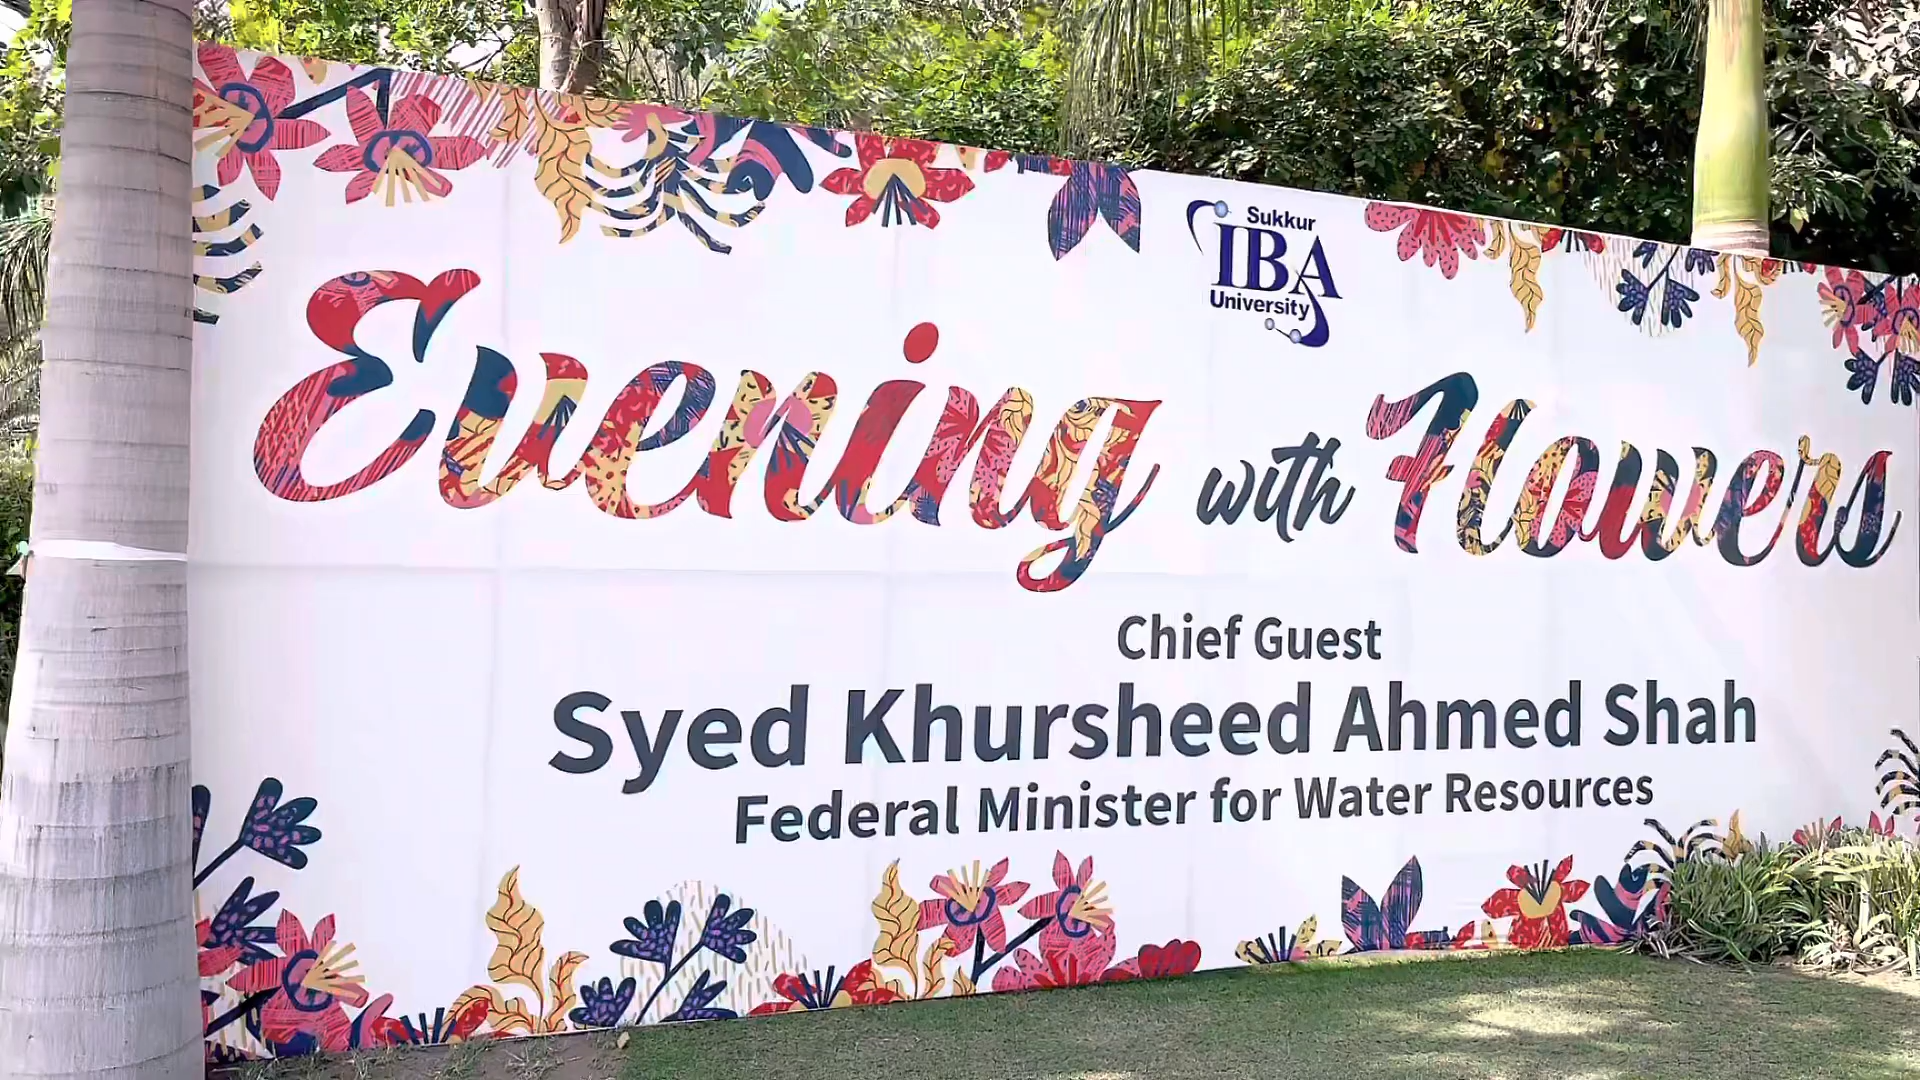 Sukkur
IBA
University
Evening with Flowers
Chief Guest
Syed Khursheed Ahmed Shah
Federal Minister for Water Resources